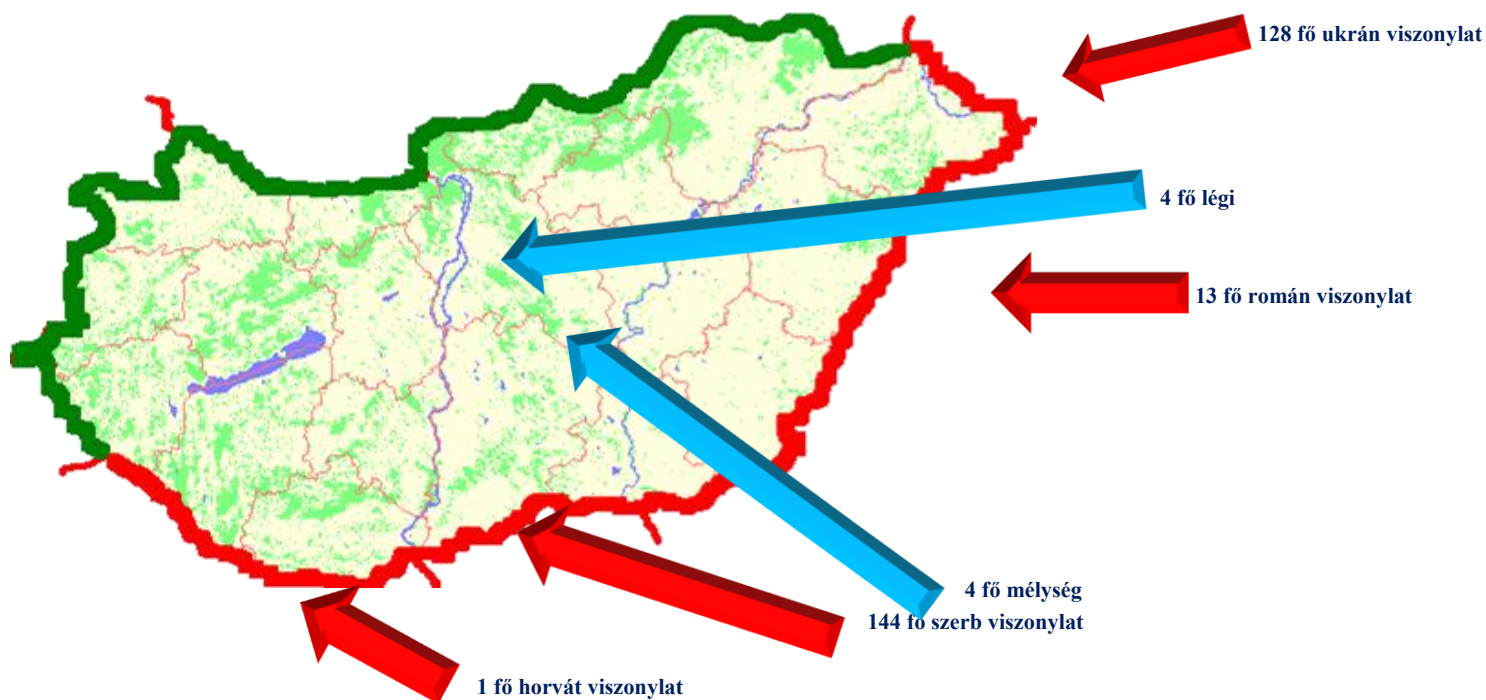 128 fő ukrán viszonylat
4 fő légi
13 fő román viszonylat
4 fő mélység
144 fő szerb viszonylat
1 fő horvát viszonylat